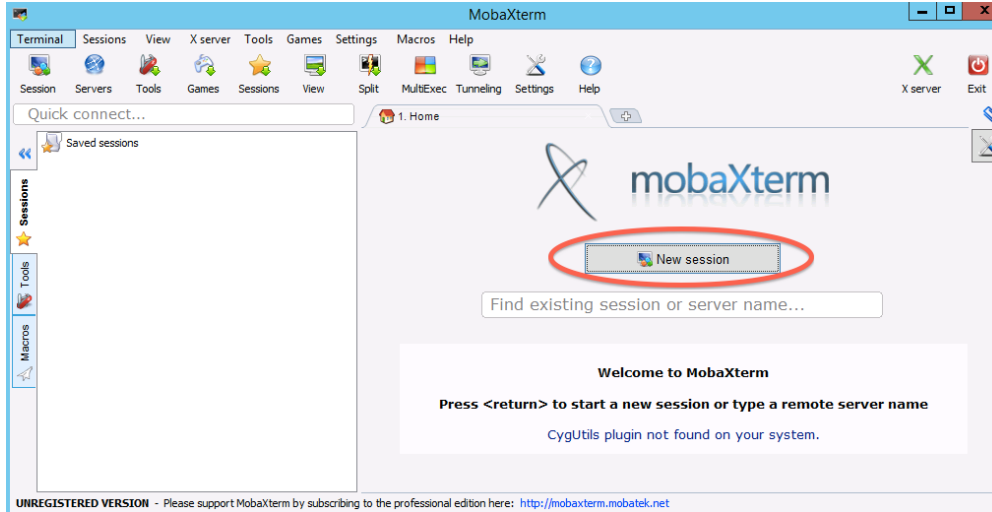 MobaXterm
Terminal Sessions View X server Tools Games Settings Macros Help
Session Servers Tools Games Sessions View Split MultiExec Tunneling Settings Help X server Exit
Quick connect...
1. Home
Saved sessions
Sessions
Tools
Macros
mobaXterm
New session
Find existing session or server name...
Welcome to MobaXterm
Press <return> to start a new session or type a remote server name
CygUtils plugin not found on your system.
UNREGISTERED VERSION - Please support MobaXterm by subscribing to the professional edition here: http://mobaxterm.mobatek.net